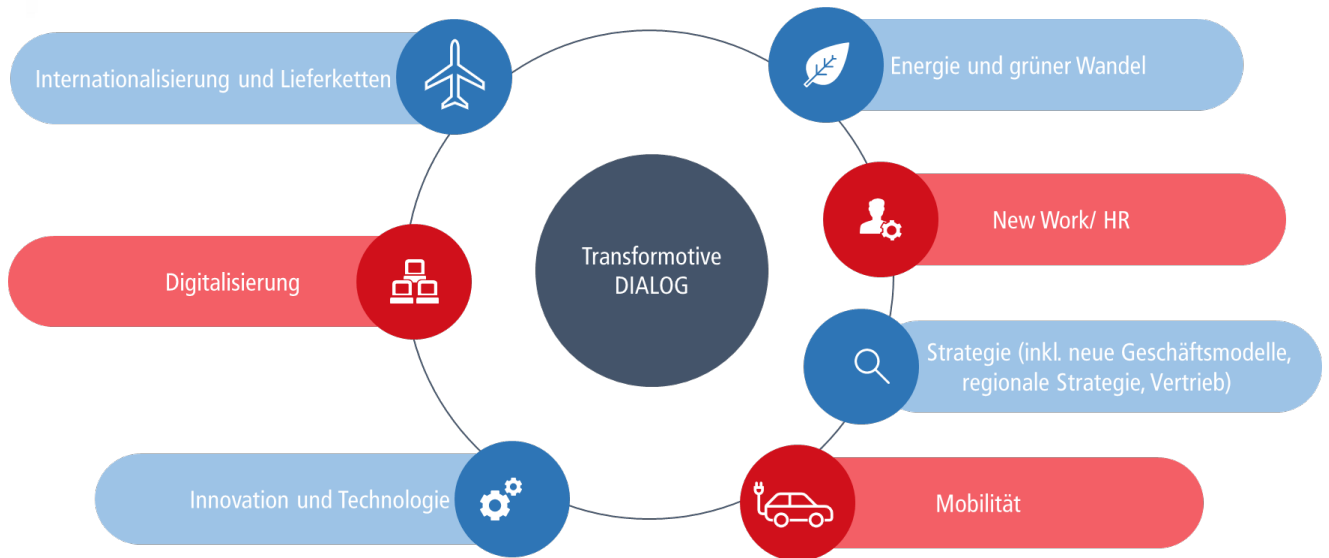 Internationalisierung und Lieferketten
Energie und grüner Wandel
New Work/ HR
Digitalisierung
Transformotive
DIALOG
Strategie (inkl. neue Geschäftsmodelle,
regionale Strategie, Vertrieb)
Innovation und Technologie
Mobilität